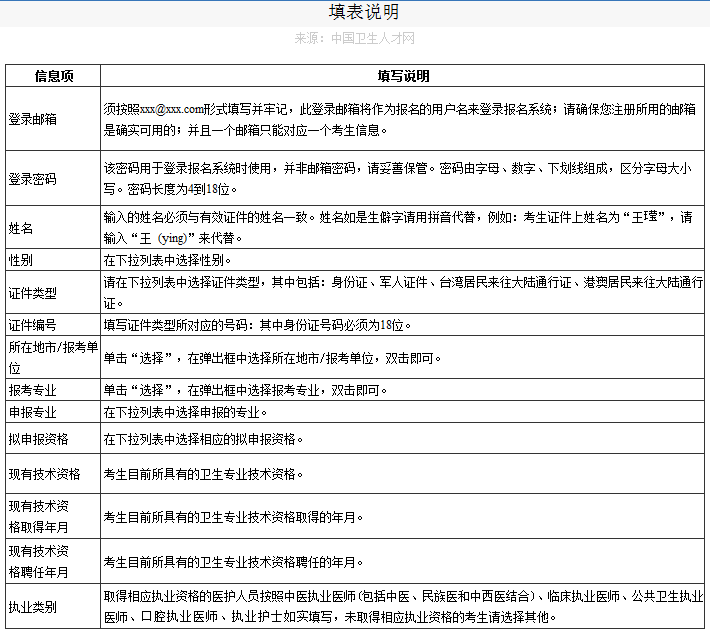 填表说明
来源：中国卫生人才网
信息项
填写说明
登录邮箱
须按照xxx@xxx.com形式填写并牢记，此登录邮箱将作为报名的用户名来登录报名系统；请确保您注册所用的邮箱
是确实可用的；并且一个邮箱只能对应一个考生信息。
登录密码
该密码用于登录报名系统时使用，并非邮箱密码，请妥善保管。密码由字母、数字、下划线组成，区分字母大小
写。密码长度为4到18位。
姓名
输入的姓名必须与有效证件的姓名一致。姓名如是生僻字请用拼音代替，例如：考生证件上姓名为“王瑩”，请
输入“王（ying)”来代替。
性别
在下拉列表中选择性别。
证件类型
请在下拉列表中选择证件类型，其中包括：身份证、军人证件、台湾居民来往大陆通行证、港澳居民来往大陆通行
证。
证件编号
填写证件类型所对应的号码：其中身份证号码必须为18位。
所在地市/报考单
位
单击“选择”，在弹出框中选择所在地市/报考单位，双击即可。
报考专业
单击“选择”，在弹出框中选择报考专业，双击即可。
申报专业
在下拉列表中选择申报的专业。
拟申报资格
在下拉列表中选择相应的拟申报资格。
现有技术资格
考生目前所具有的卫生专业技术资格。
现有技术资
格取得年月
考生目前所具有的卫生专业技术资格取得的年月。
现有技术资
格聘任年月
考生目前所具有的卫生专业技术资格聘任的年月。
执业类别
取得相应执业资格的医护人员按照中医执业医师(包括中医、民族医和中西医结合)、临床执业医师、公共卫生执业
医师、口腔执业医师、执业护士如实填写，未取得相应执业资格的考生请选择其他。